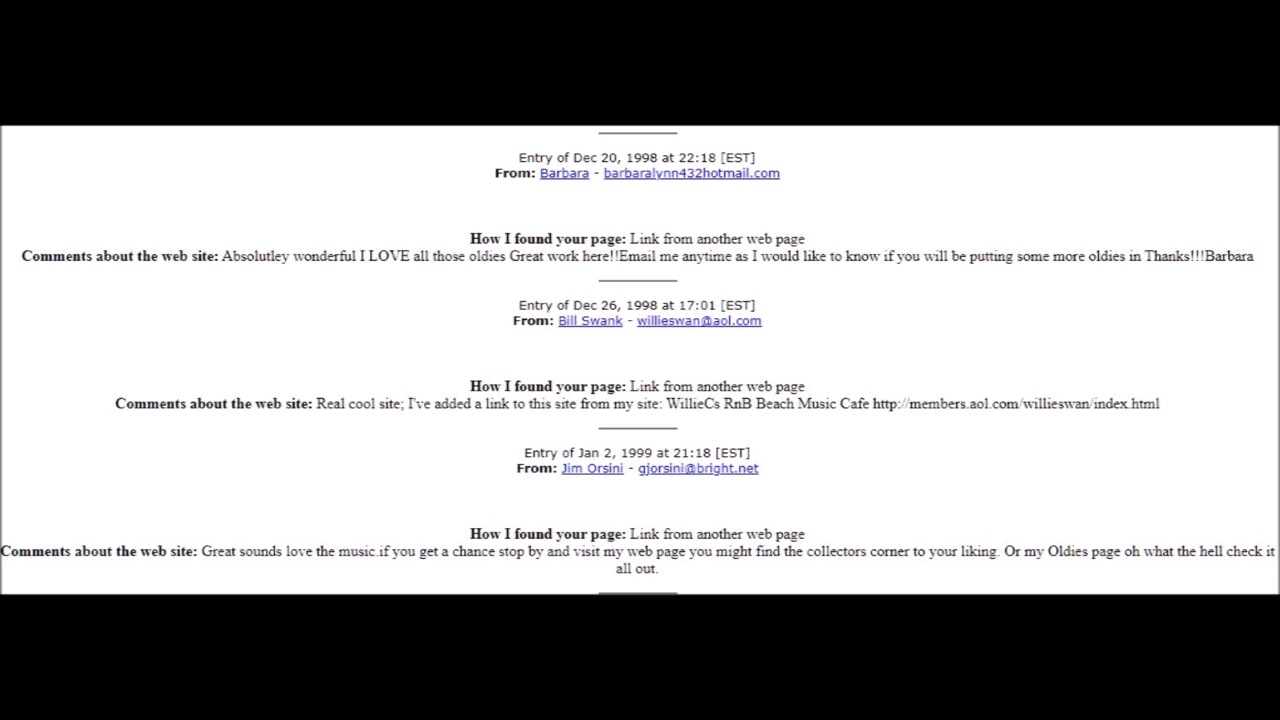 Entry of Dec 20, 1998 at 22:18 [EST]
From: Barbara - barbaralynn432hotmail.com
How I found your page: Link from another web page
Comments about the web site: Absolutley wonderful I LOVE all those oldies Great work here!!Email me anytime as I would like to know if you will be putting some more oldies in Thanks!!!Barbara
Entry of Dec 26, 1998 at 17:01 [EST]
From: Bill Swank - willieswan@aol.com
How I found your page: Link from another web page
Comments about the web site: Real cool site; I've added a link to this site from my site: WillieCs RnB Beach Music Cafe http://members.aol.com/willieswan/index.html
Entry of Jan 2, 1999 at 21:18 [EST]
From: Jim Orsini - gjorsini@bright.net
How I found your page: Link from another web page
Comments about the web site: Great sounds love the music.if you get a chance stop by and visit my web page you might find the collectors corner to your liking. Or my Oldies page oh what the hell check it
all out.